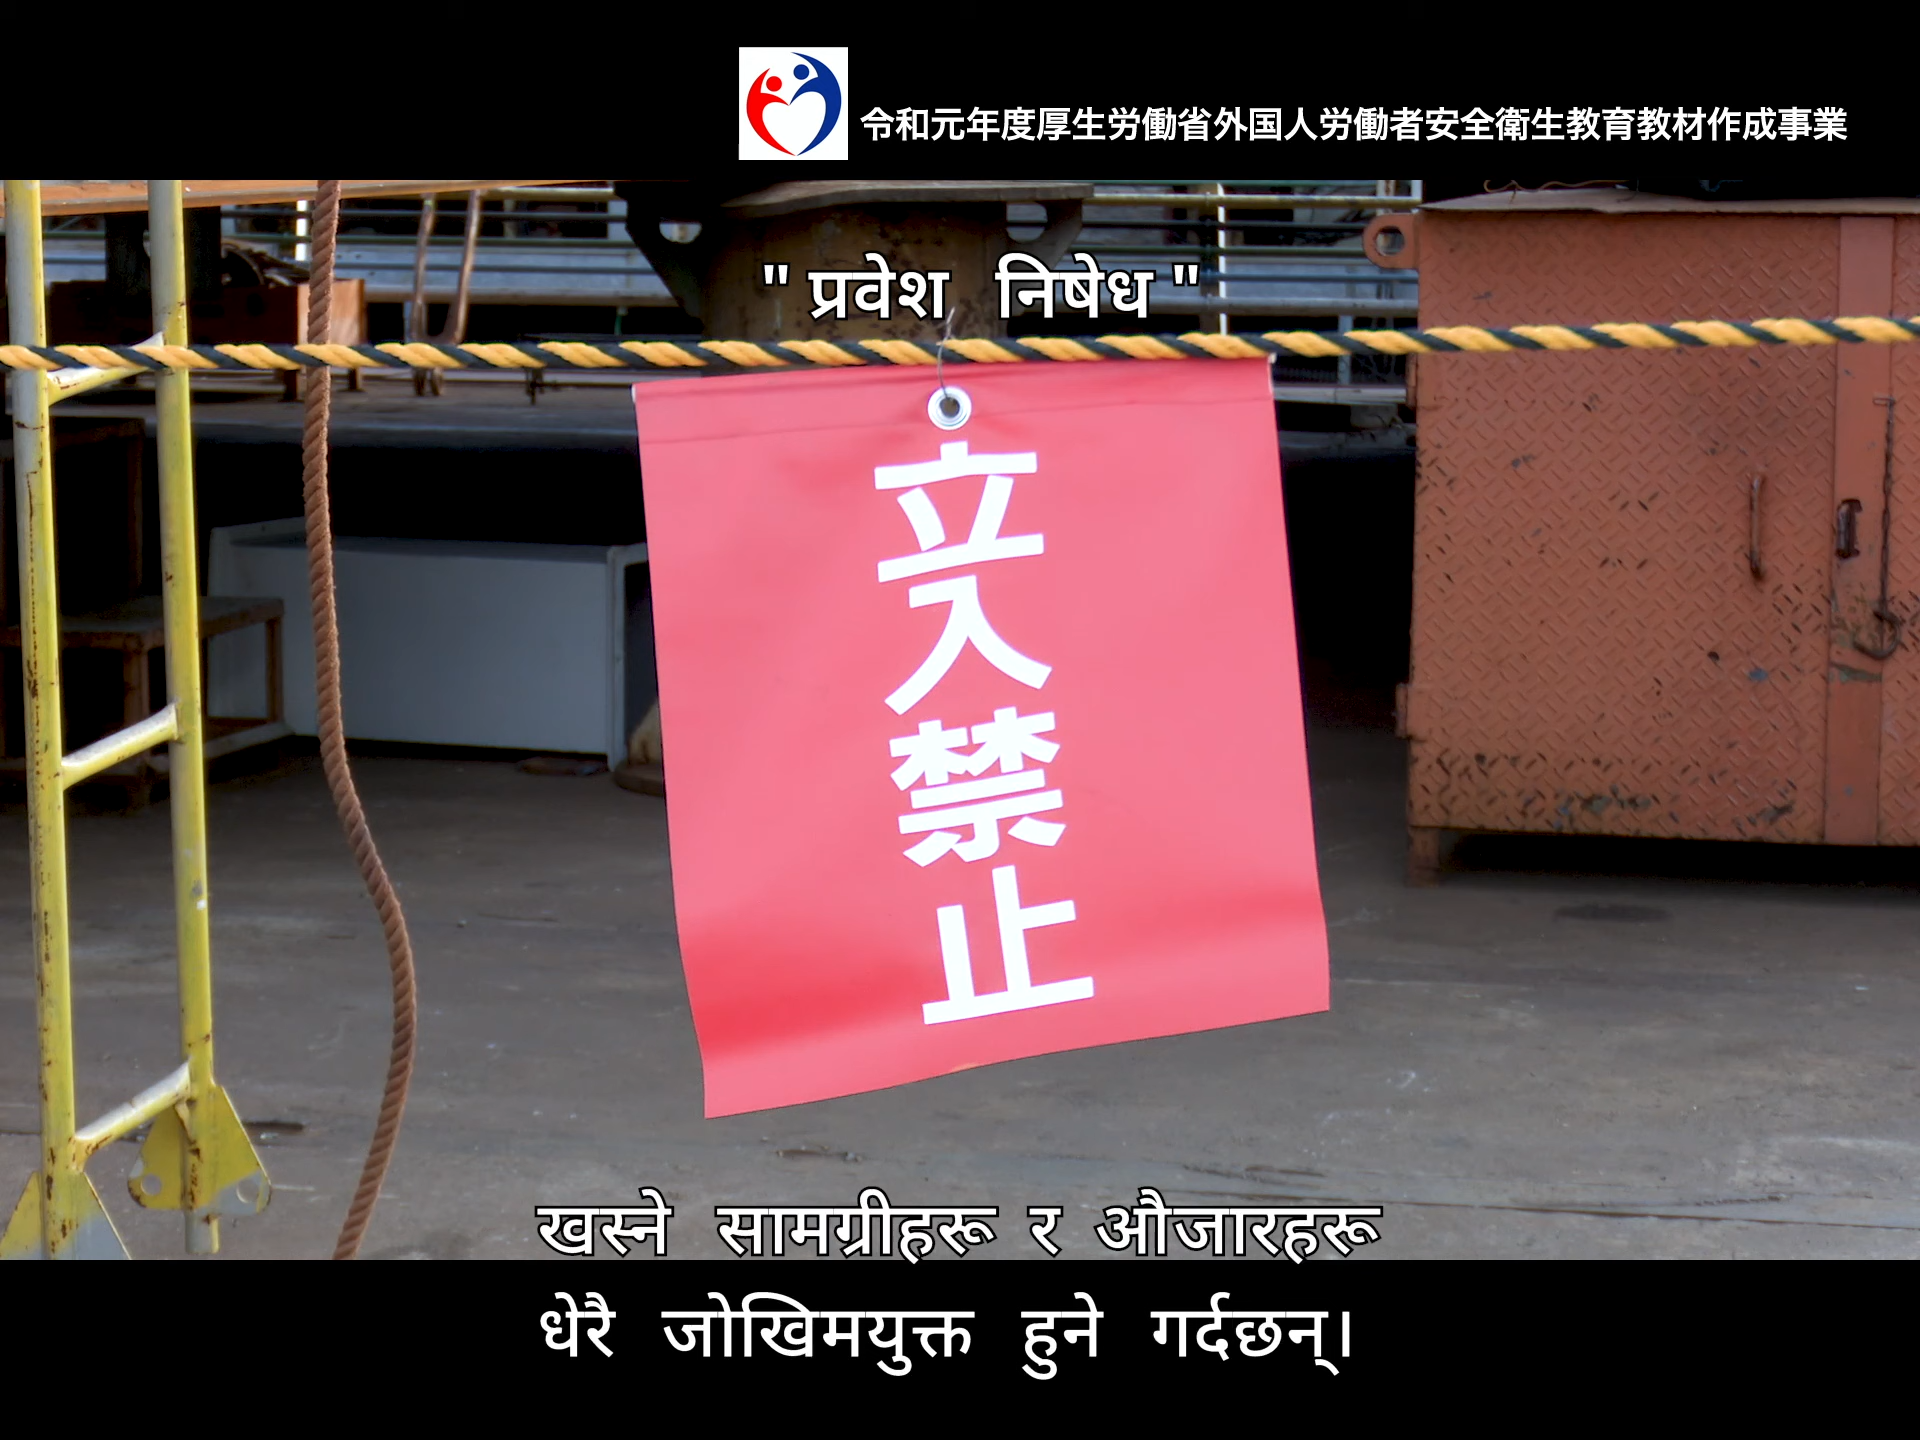 令和元年度厚生労働省外国人労働者安全衛生教育教材作成事業
" प्रवेश निषेध "
立入禁止
खस्ने सामग्रीहरू र औजारहरू
धेरै जोखिमयुक्त हुने गर्दछन्।